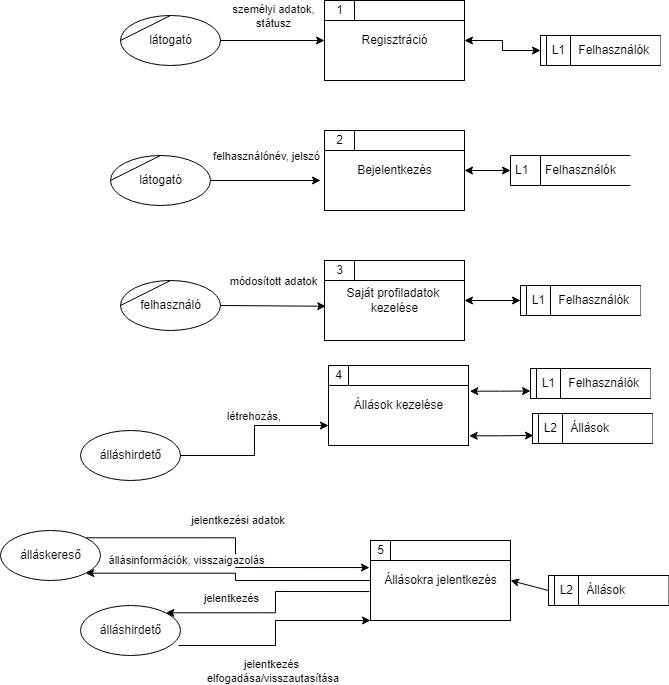 személyi adatok,
státusz
látogató
1
Regisztráció
L1
Felhasználók
felhasználónév, jelszó
látogató
2
Bejelentkezés
L1
Felhasználók
módosított adatok
felhasználó
3
Saját profiladatok
kezelése
L1
Felhasználók
4
Állások kezelése
létrehozás,
álláshirdető
L1
Felhasználók
L2
Állások
jelentkezési adatok
álláskereső
állásinformációk, visszaigazolás
5
Állásokra jelentkezés
L2
Állások
jelentkezés
álláshirdető
jelentkezés
elfogadása/visszautasítása